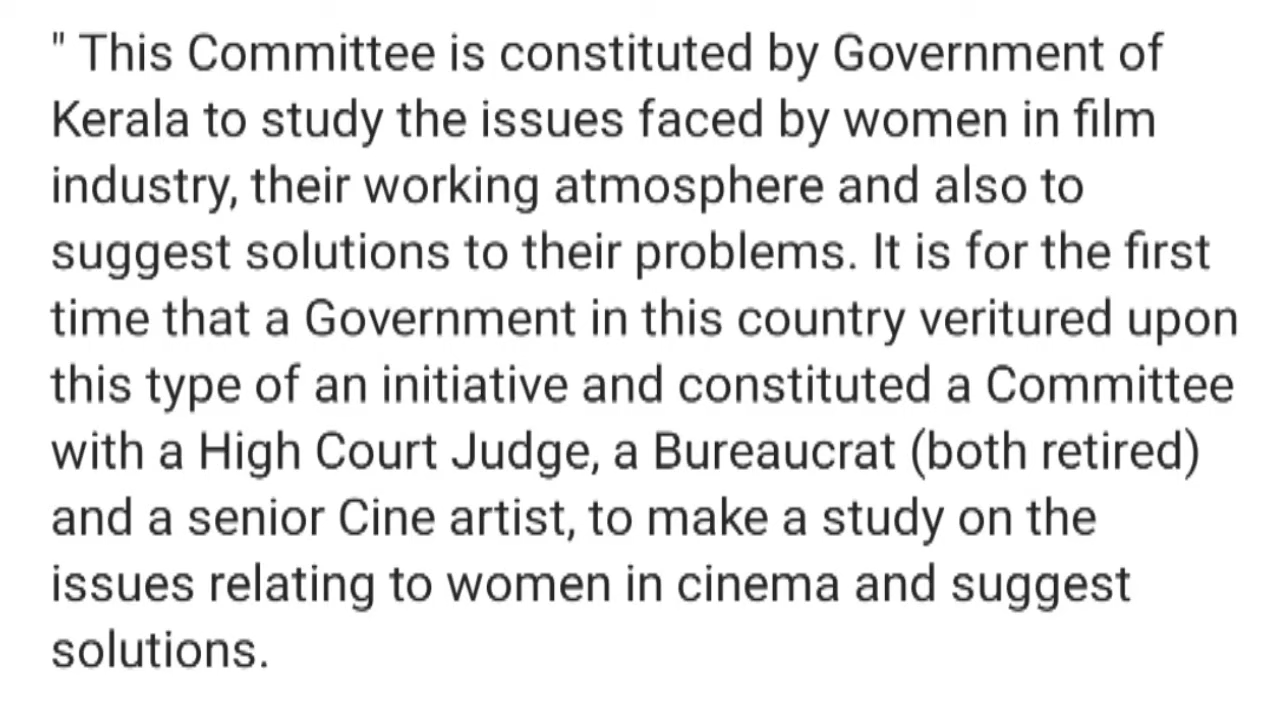 " This Committee is constituted by Government of
Kerala to study the issues faced by women in film
industry, their working atmosphere and also to
suggest solutions to their problems. It is for the first
time that a Government in this country veritured upon
this type of an initiative and constituted a Committee
with a High Court Judge, a Bureaucrat (both retired)
and a senior Cine artist, to make a study on the
issues relating to women in cinema and suggest
solutions.